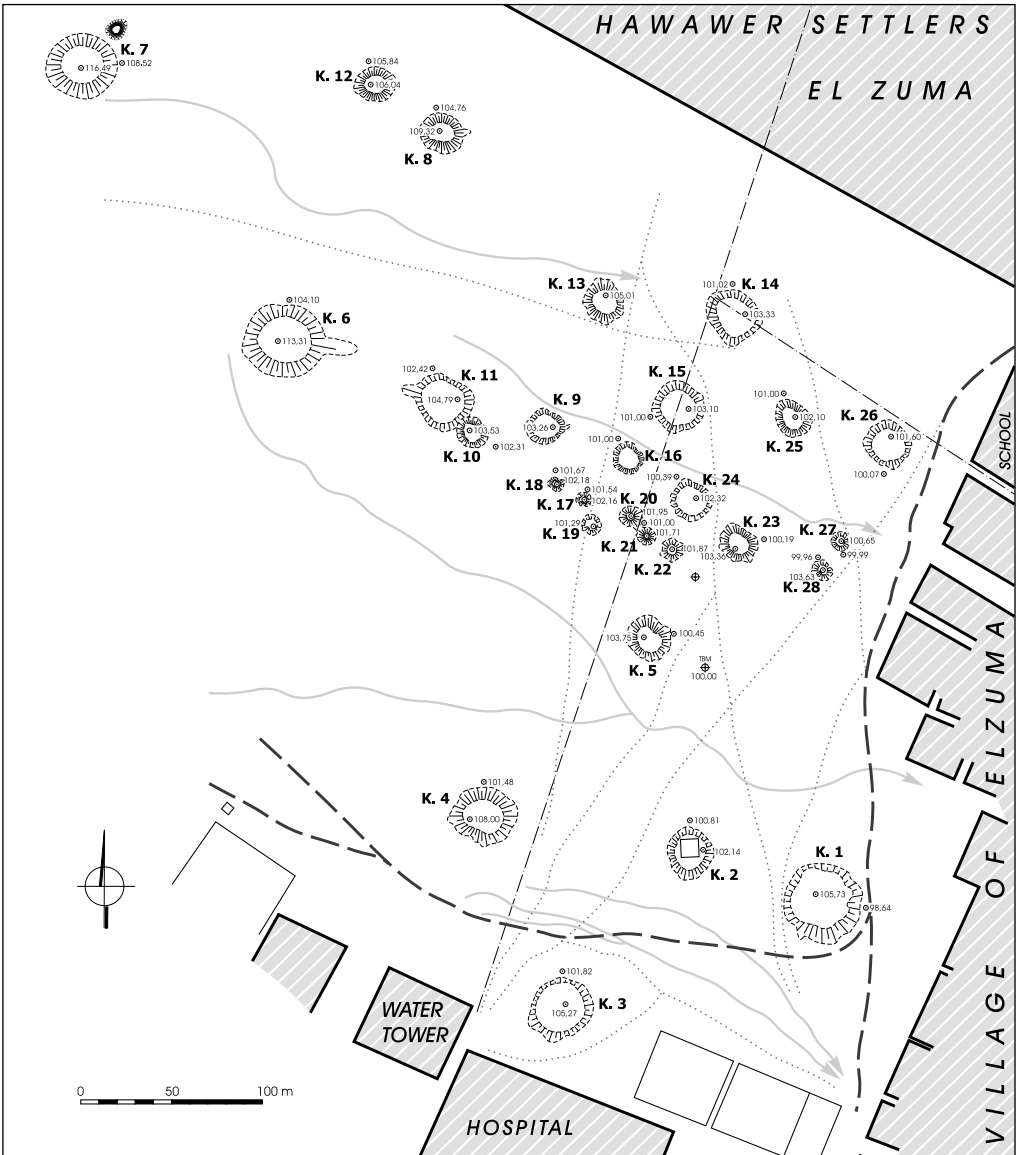 HAWAWER SETTLERS
EL ZUMA
K. 7
108,52
116,49
105,84
K. 12
106,04
104,76
109,32
K. 8
K. 13
105,01
101,02
K. 14
103,33
104,10
K. 6
113,31
102,42
K. 11
104,79
103,53
K. 10
102,31
K. 9
103,26
K. 15
101,00
103,10
101,00
102,10
K. 25
K. 26
101,60
100,07
SCHOOL
101,00
K. 16
101,67
K. 18
102,18
101,54
K. 17
102,16
101,29
K. 19
100,39
K. 24
102,32
K. 20
101,95
101,00
K. 21
101,71
K. 22
101,87
K. 23
100,19
103,36
K. 27
100,65
99,96
99,99
103,63
K. 28
103,75
100,45
K. 5
TBM
100,00
101,48
K. 4
108,00
100,81
102,14
K. 2
K. 1
105,73
98,64
101,82
K. 3
105,27
WATER
TOWER
HOSPITAL
0 50 100 m
VILLAGE OF ELZUMA